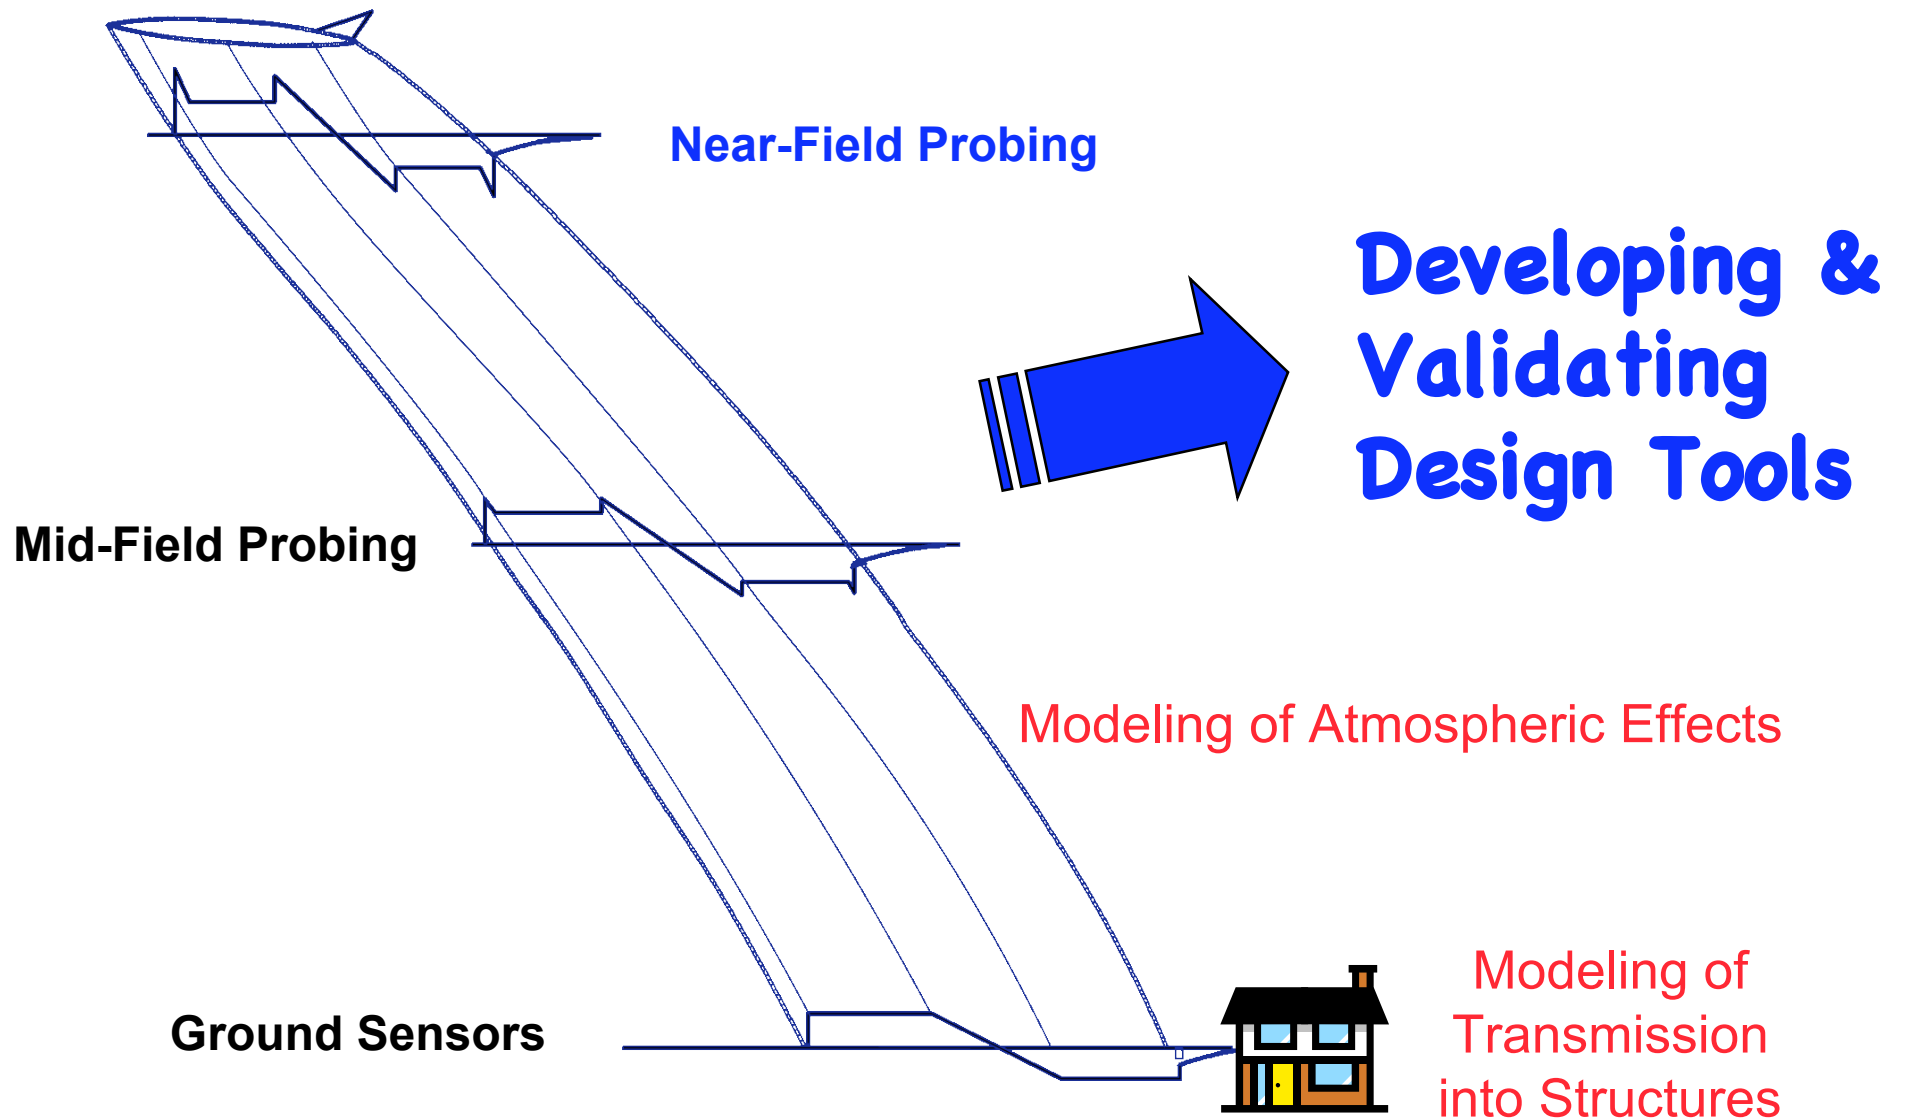 Near-Field Probing
Developing &
Validating
Design Tools
Mid-Field Probing
Modeling of Atmospheric Effects
Ground Sensors
Modeling of
Transmission
into Structures